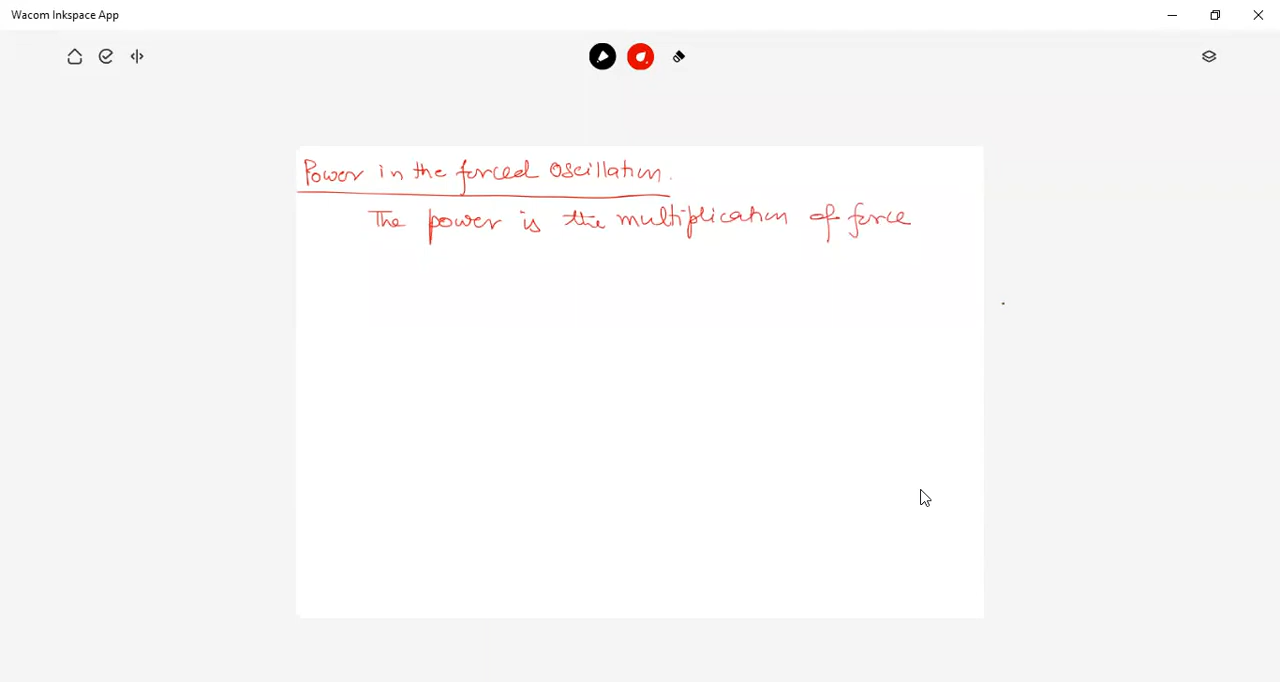 Wacom Inkspace App
Power in the forced oscillation.
The power is the multiplication of force